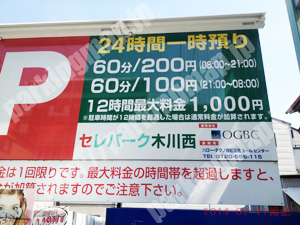 P
24時間一時預り
60分/200円(08:00~21:00)
60分/100円(21:00~08:00)
12時間最大料金1,000円
※駐車時間が12時間を超過した場合は通常料金が加算されます。
セレパーク木川西
OGBC
TEL0120-659-115
金は1回限りです。最大料金の時間帯を超過しますと、
が加算されますのでご注意下さい。